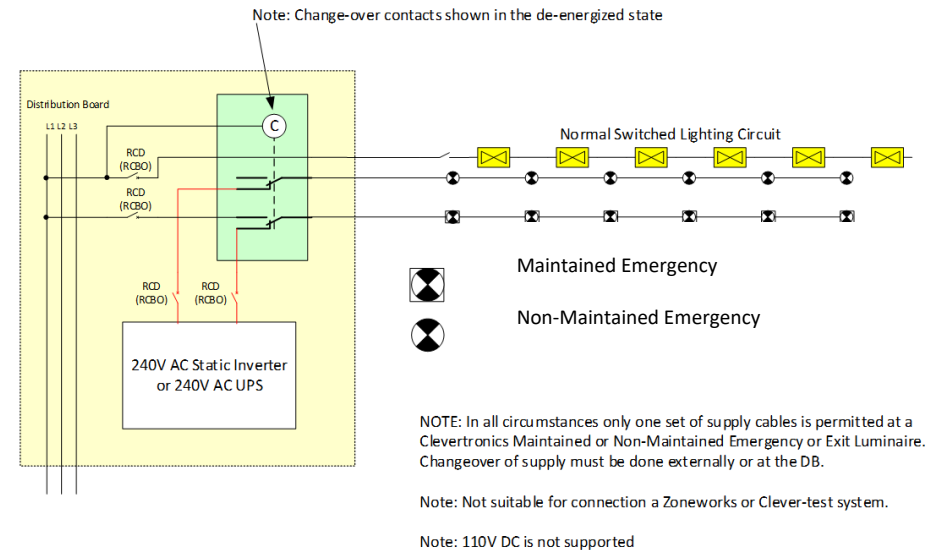 Note: Change-over contacts shown in the de-energized state
Distribution Board
L1 L2 L3
C
RCD
(RCBO)
RCD
(RCBO)
Normal Switched Lighting Circuit
Maintained Emergency
Non-Maintained Emergency
RCD
(RCBO)
RCD
(RCBO)
240V AC Static Inverter
or 240V AC UPS
NOTE: In all circumstances only one set of supply cables is permitted at a
Clevertronics Maintained or Non-Maintained Emergency or Exit Luminaire.
Changeover of supply must be done externally or at the DB.
Note: Not suitable for connection a Zoneworks or Clever-test system.
Note: 110V DC is not supported